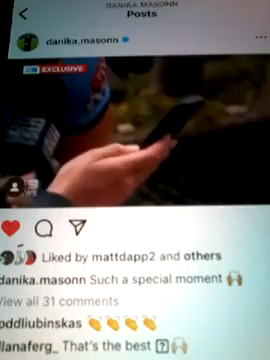 DANIKA.MASONN
Posts
danika.masonn
EXCLUSIVE
Liked by mattdapp2 and others
danika.masonn Such a special moment
View all 31 comments
oddliubinskas
llanaferg_ That's the best